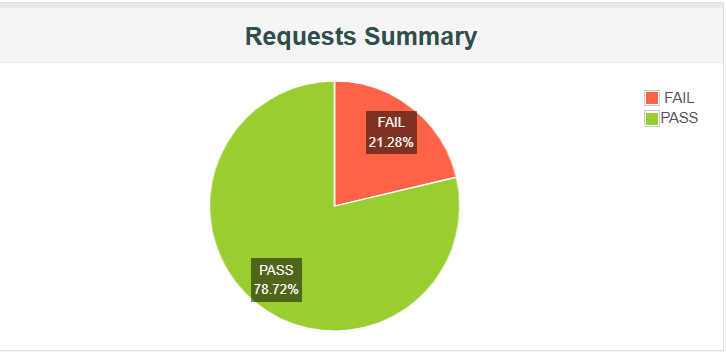 Requests Summary
FAIL
21.28%
PASS
78.72%
FAIL
PASS